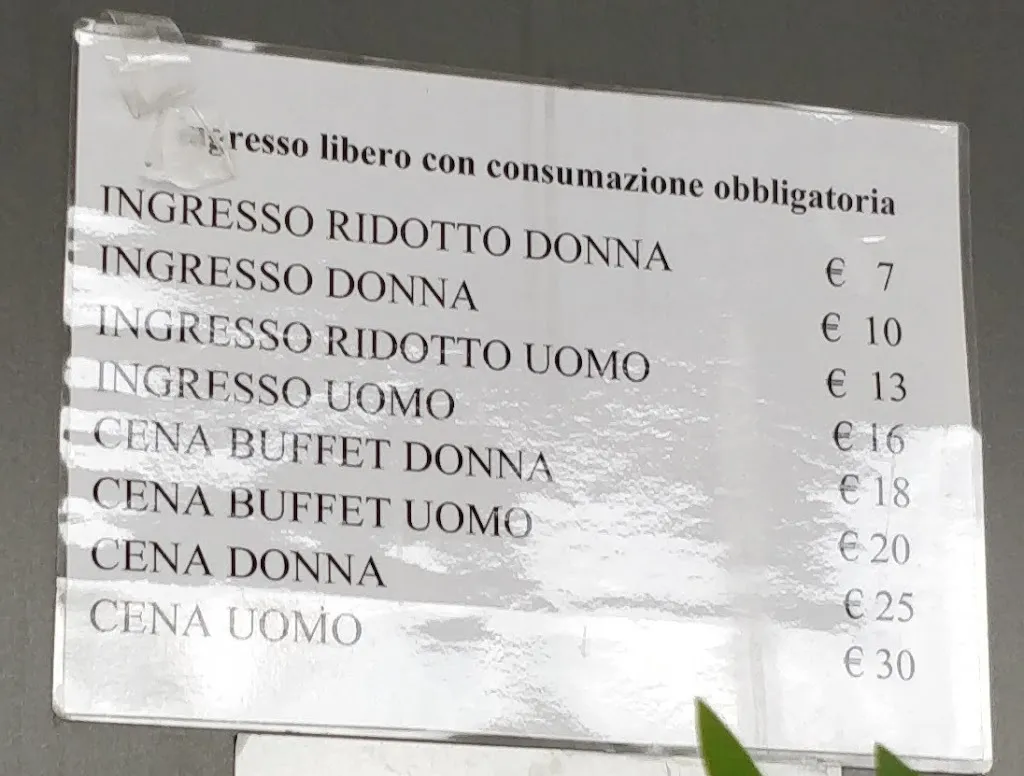 Ingresso libero con consumazione obbligatoria
INGRESSO RIDOTTO DONNA € 7
INGRESSO DONNA € 10
INGRESSO RIDOTTO UOMO € 13
INGRESSO UOMO € 16
CENA BUFFET DONNA € 18
CENA BUFFET UOMO € 20
CENA DONNA € 25
CENA UOMO € 30